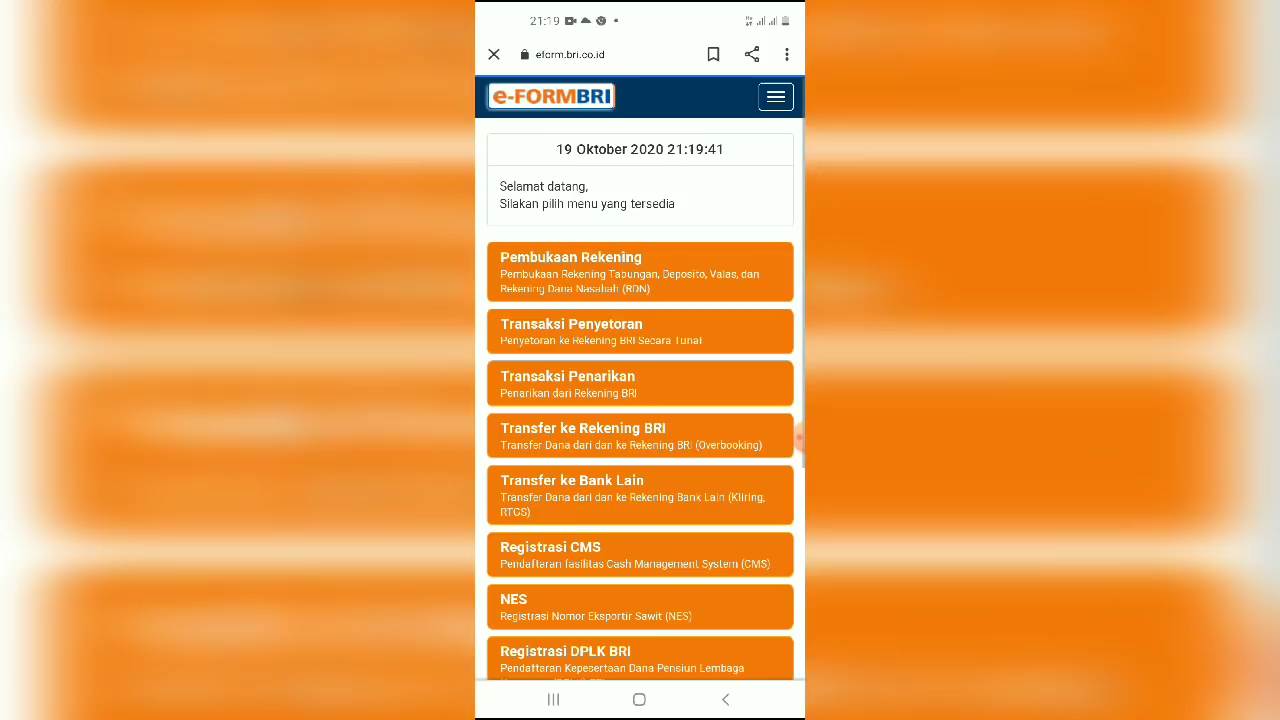 21:19
eform.bri.co.id
e-FORMBRI
19 Oktober 2020 21:19:41
Selamat datang,
Silakan pilih menu yang tersedia
Pembukaan Rekening
Pembukaan Rekening Tabungan, Deposito, Valas, dan
Rekening Dana Nasabah (RDN)
Transaksi Penyetoran
Penyetoran ke Rekening BRI Secara Tunai
Transaksi Penarikan
Penarikan dari Rekening BRI
Transfer ke Rekening BRI
Transfer Dana dari dan ke Rekening BRI (Overbooking)
Transfer ke Bank Lain
Transfer Dana dari dan ke Rekening Bank Lain (Kliring,
RTGS)
Registrasi CMS
Pendaftaran fasilitas Cash Management System (CMS)
NES
Registrasi Nomor Eksportir Sawit (NES)
Registrasi DPLK BRI
Pendaftaran Kepesertaan Dana Pensiun Lembaga